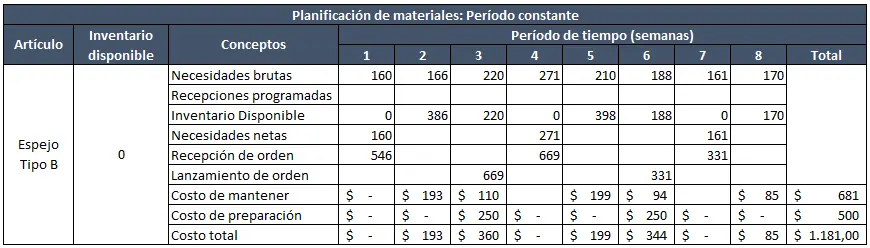 Planificación de materiales: Período constante
Artículo Inventario disponible Conceptos Período de tiempo (semanas)
1 2 3 4 5 6 7 8 Total
Espejo Tipo B 0
Necesidades brutas 160 166 220 271 210 188 161 170
Recepciones programadas
Inventario Disponible 0 386 220 0 398 188 0 170
Necesidades netas 160 271 161
Recepción de orden 546 669 331
Lanzamiento de orden 669 331
Costo de mantener $ - $ 193 $ 110 $ 199 $ 94 $ 85 $ 681
Costo de preparación $ - $ - $ 250 $ - $ - $ 250 $ - $ - $ 500
Costo total $ - $ 193 $ 360 $ - $ 199 $ 344 $ - $ 85 $ 1.181,00